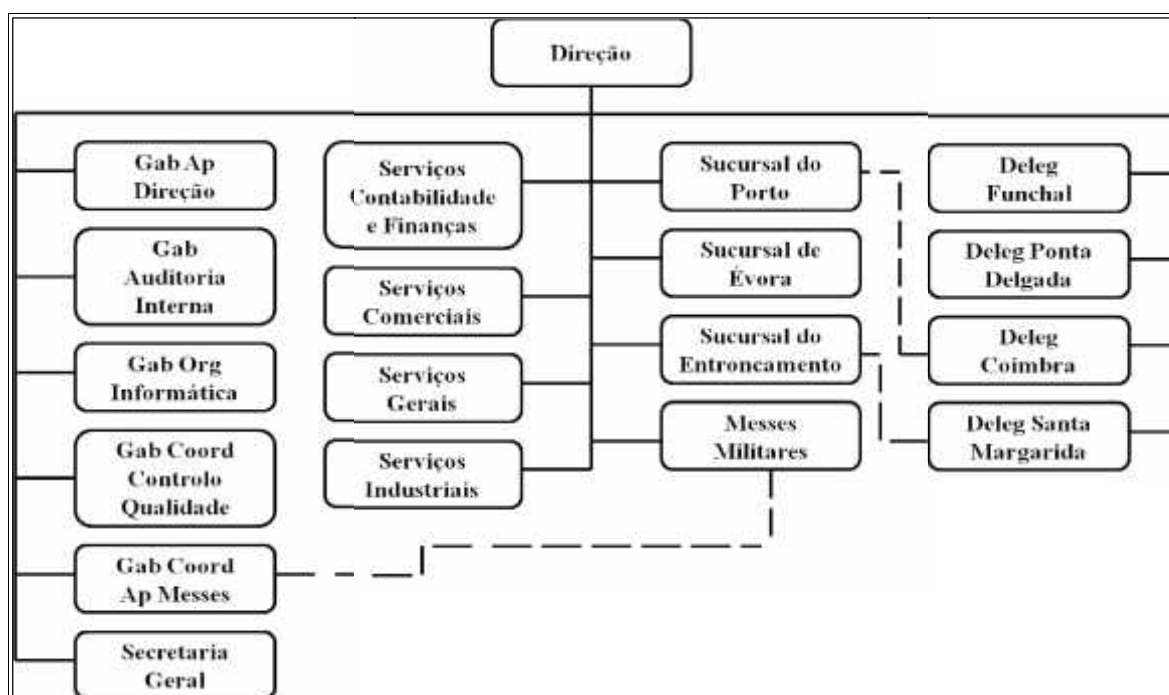 Direção
Gab Ap
Direção
Gab
Auditoria
Interna
Gab Org
Informática
Gab Coord
Controlo
Qualidade
Gab Coord
Ap Messes
Secretaria
Geral
Serviços
Contabilidade
e Finanças
Serviços
Comerciais
Serviços
Gerais
Serviços
Industriais
Sucursal do
Porto
Sucursal de
Évora
Sucursal do
Entroncamento
Messes
Militares
Deleg
Funchal
Deleg Ponta
Delgada
Deleg
Coimbra
Deleg Santa
Margarida